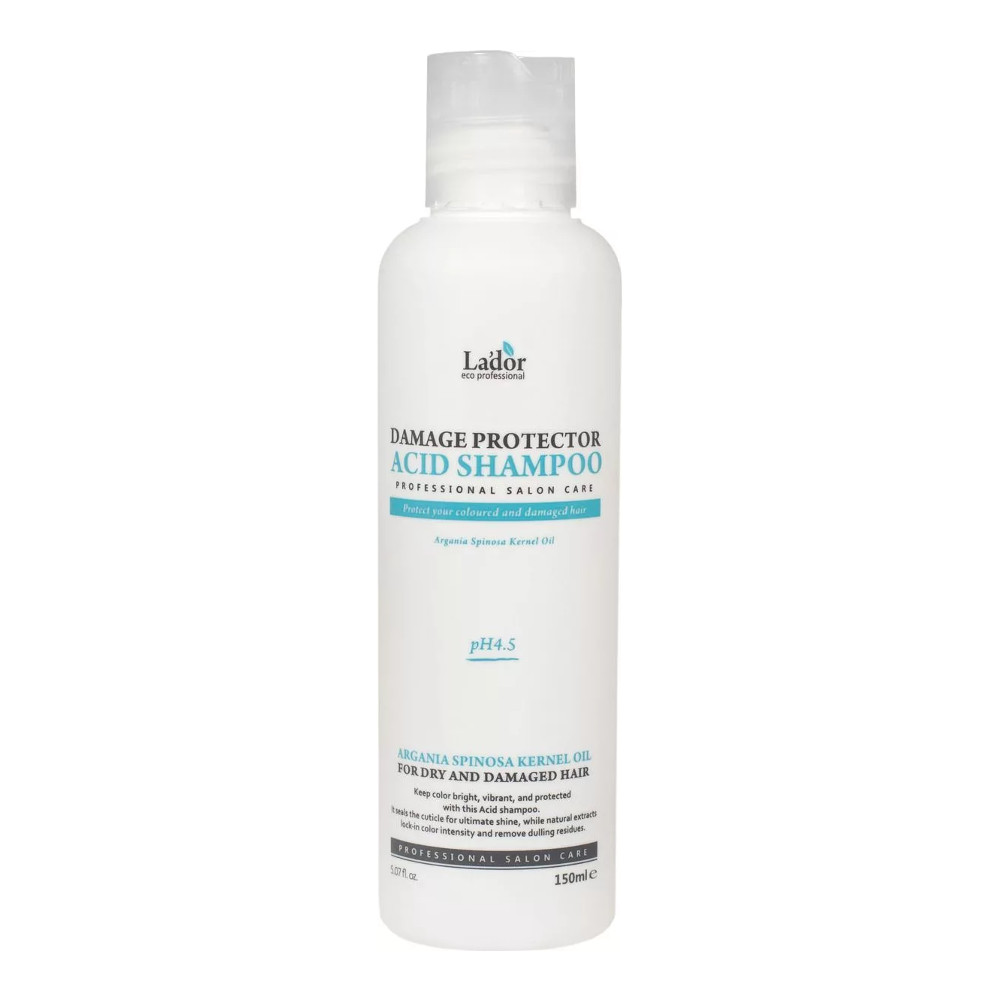 La'dor
eco professional
DAMAGE PROTECTOR
ACID SHAMPOO
PROFESSIONAL SALON CARE
Protect your coloured and damaged hair
Argania Spinosa Kernel Oil
pH4.5
ARGANIA SPINOSA KERNEL OIL
FOR DRY AND DAMAGED HAIR
Keep color bright, vibrant, and protected
with this Acid shampoo.
It seals the cuticle for ultimate shine, while natural extracts
lock-in color intensity and remove dulling residues.
PROFESSIONAL SALON CARE
5.07 fl. oz. 150ml e